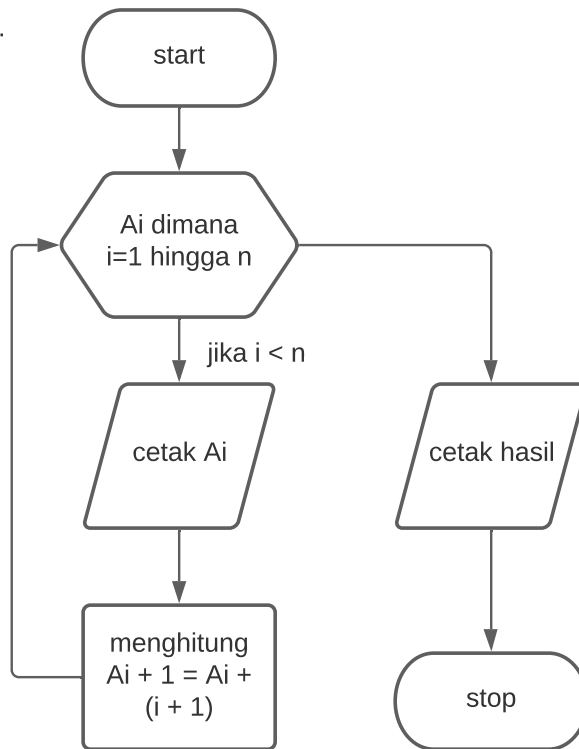 .
start
Ai dimana
i=1 hingga n
jika i < n
cetak Ai
cetak hasil
menghitung
Ai + 1 = Ai +
(i + 1)
stop